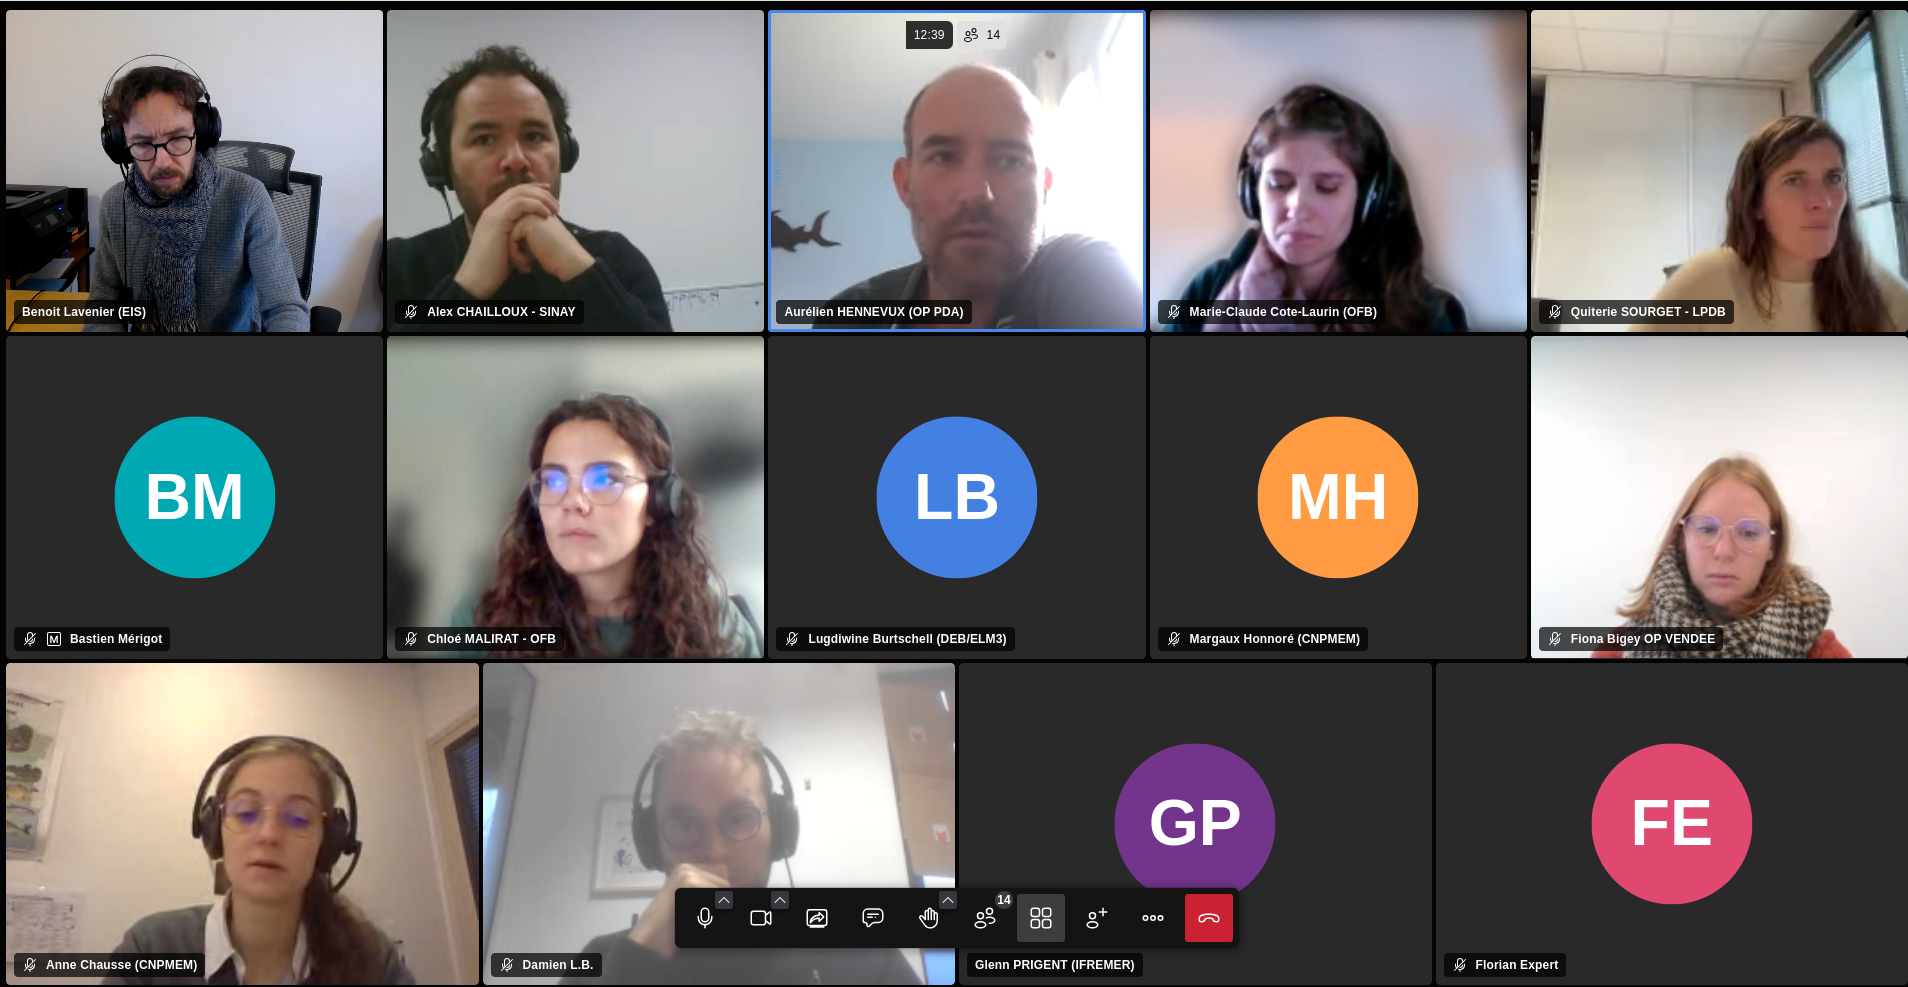 12:39
14
Benoit Lavenier (EIS)
Alex CHAILLOUX - SINAY
Aurélien HENNEVUX (OP PDA)
Marie-Claude Cote-Laurin (OFB)
Quiterie SOURGET - LPDB
BM
LB
MH
M
Bastien Mérigot
Chloé MALIRAT - OFB
Lugdiwine Burtschell (DEB/ELM3)
Margaux Honnoré (CNPMEM)
Fiona Bigey OP VENDEE
GP
FE
14
Anne Chausse (CNPMEM)
Damien L.B.
Glenn PRIGENT (IFREMER)
Florian Expert